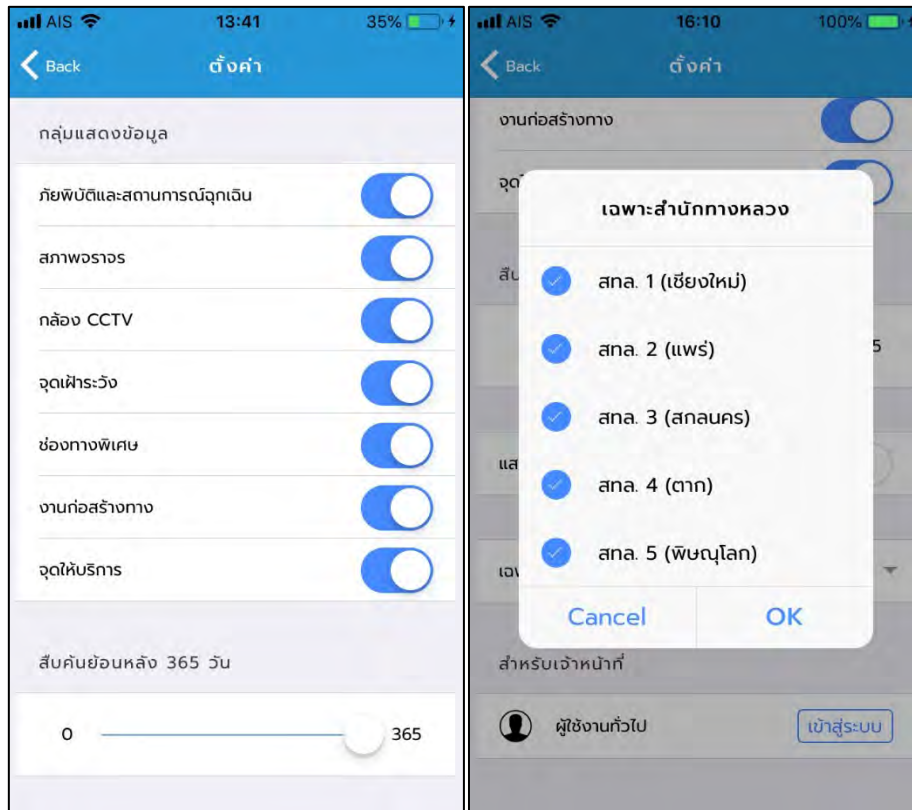 AIS 13:41 35%
Back ตั้งค่า
กลุ่มแสดงข้อมูล
ภัยพิบัติและสถานการณ์ฉุกเฉิน
สภาพจราจร
กล้อง CCTV
จุดเฝ้าระวัง
ช่องทางพิเศษ
งานก่อสร้างทาง
จุดให้บริการ
สืบค้นย้อนหลัง 365 วัน
0 365
AIS 16:10 100%
Back ตั้งค่า
งานก่อสร้างทาง
เฉพาะสำนักทางหลวง
สทล. 1 (เชียงใหม่)
สทล. 2 (แพร่)
สทล. 3 (สกลนคร)
สทล. 4 (ตาก)
สทล. 5 (พิษณุโลก)
Cancel OK
สำหรับเจ้าหน้าที่
ผู้ใช้งานทั่วไป เข้าสู่ระบบ